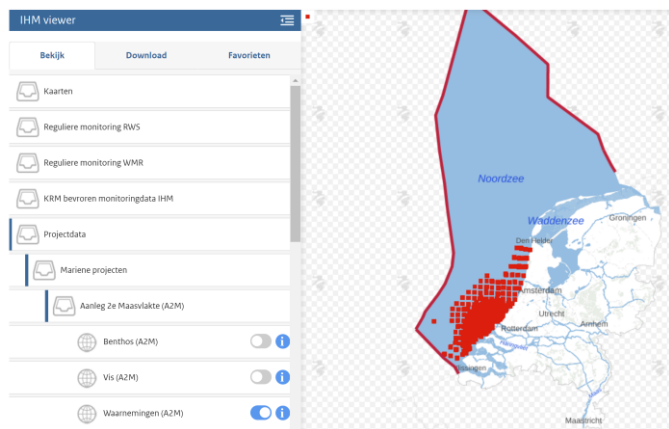 IHM viewer
Bekijk Download Favorieten
Kaarten
Reguliere monitoring RWS
Reguliere monitoring WMR
KRM bevroren monitoringdata IHM
Projectdata
Mariene projecten
Aanleg 2e Maasvlakte (A2M)
Benthos (A2M)
Vis (A2M)
Waarnemingen (A2M)
Noordzee
Waddenzee
Groningen
Den Helder
Amsterdam
Utrecht
Rotterdam
Arnhem
Maastricht